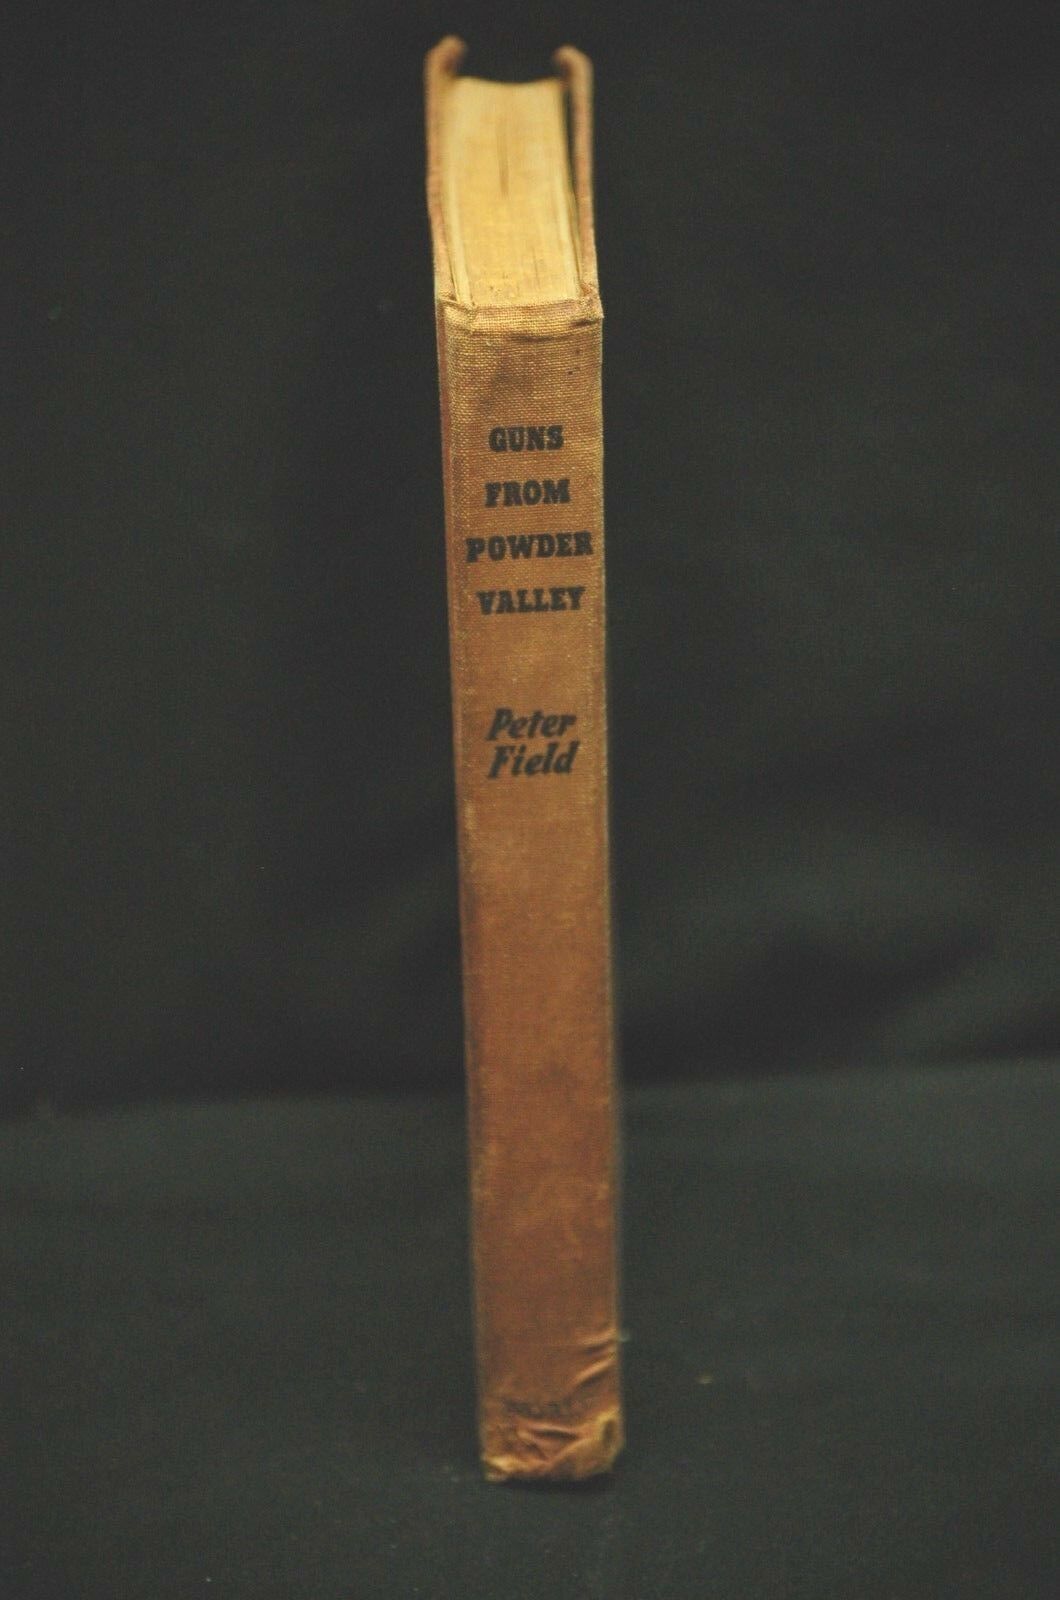 GUNS
FROM
POWDER
VALLEY
Peter
Field